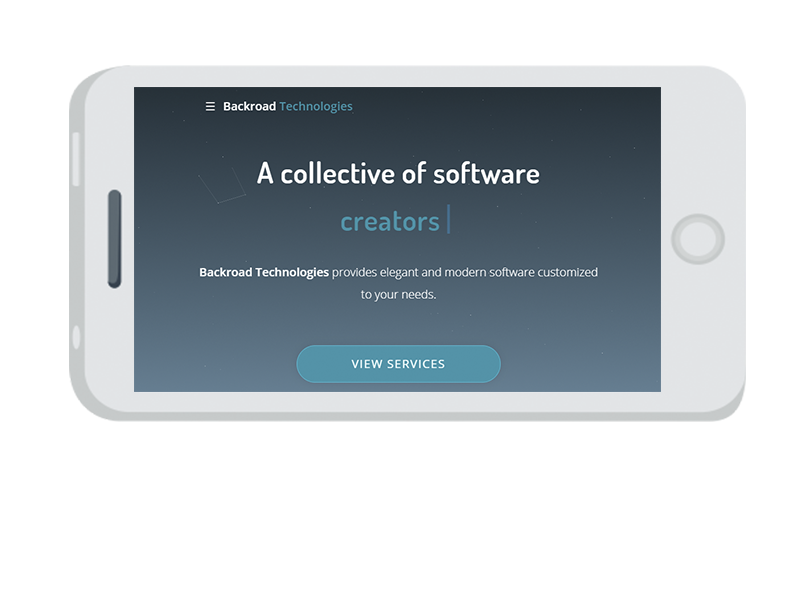 ☰ Backroad Technologies
A collective of software
creators |
Backroad Technologies provides elegant and modern software customized
to your needs.
VIEW SERVICES